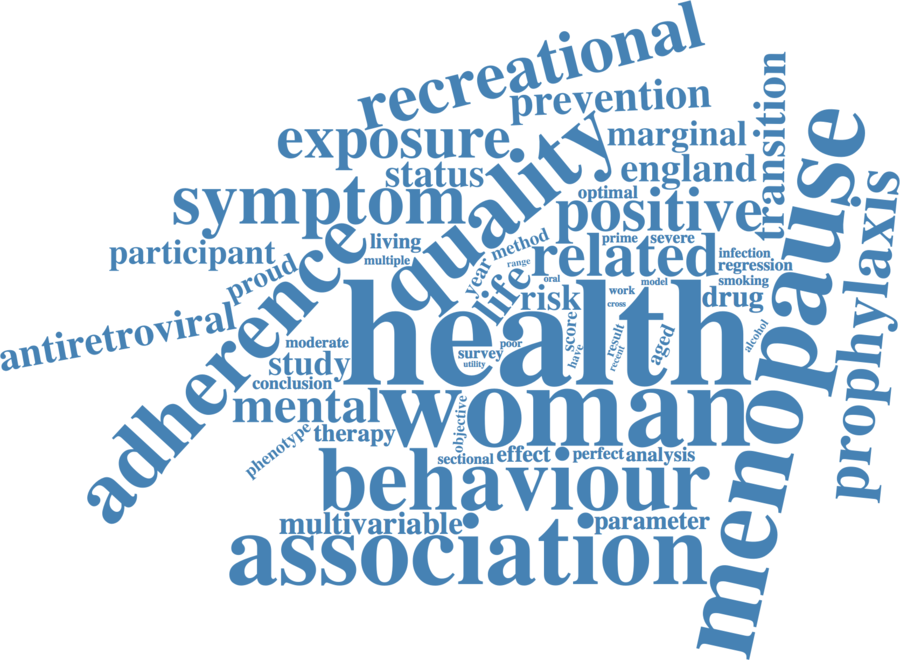 recreational
prevention
exposure
marginal
transition
status
quality
england
symptom
optimal
positive
menopause
prophylaxis
participant
living
method
prime
severe
multiple
range
related
infection
regression
proud
adherence
year
life
oral
model
smoking
antiretroviral
risk
work
drug
cross
health
moderate
score
result
aged
alcohol
study
survey
poor
have
recent
utility
conclusion
mental
woman
objective
phenotype
therapy
sectional
effect
perfect
analysis
behaviour
multivariable
parameter
association